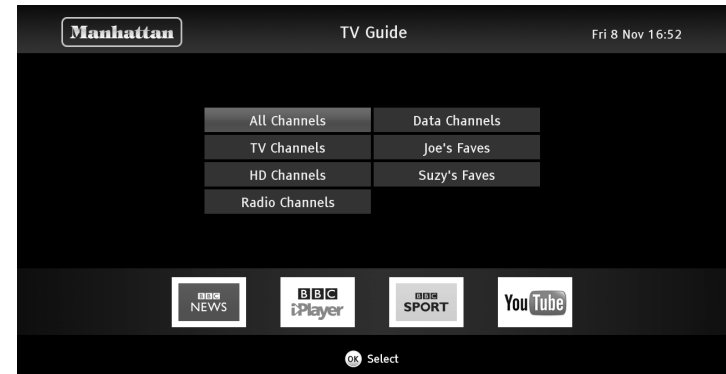 Manhattan TV Guide Fri 8 Nov 16:52
All Channels Data Channels
TV Channels Joe's Faves
HD Channels Suzy's Faves
Radio Channels
BBC
NEWS
BBC
iPlayer
BBC
SPORT
YouTube
OK Select